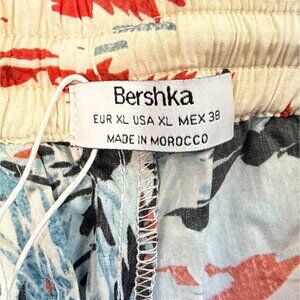 Bershka
EUR XL USA XL MEX 38
MADE IN MOROCCO